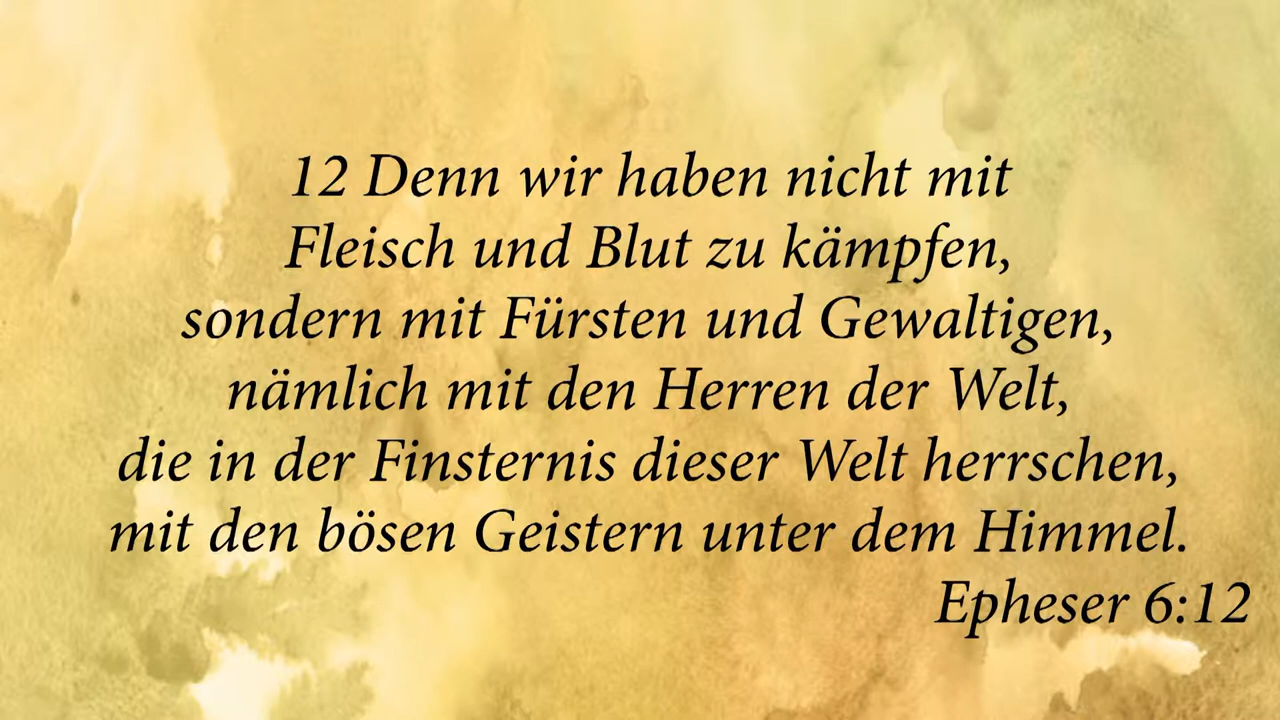 12 Denn wir haben nicht mit
Fleisch und Blut zu kämpfen,
sondern mit Fürsten und Gewaltigen,
nämlich mit den Herren der Welt,
die in der Finsternis dieser Welt herrschen,
mit den bösen Geistern unter dem Himmel.
Epheser 6:12